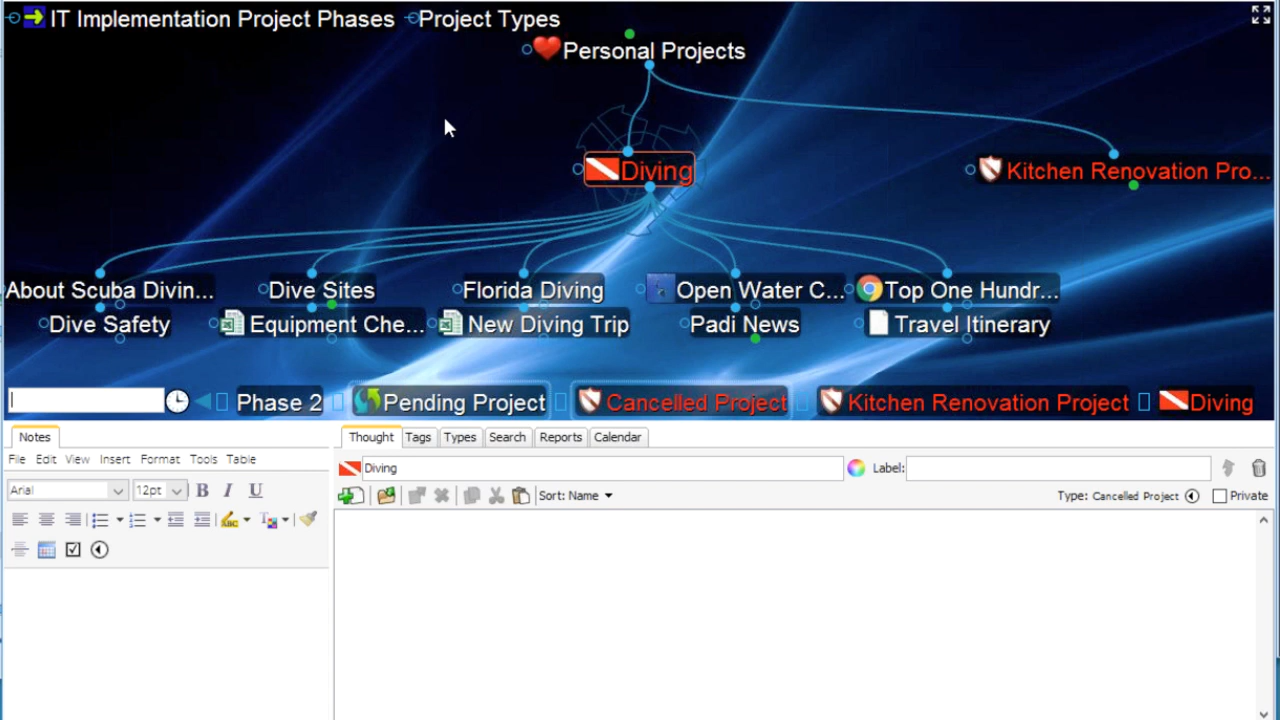 IT Implementation Project Phases Project Types
Personal Projects
Diving
Kitchen Renovation Pro...
About Scuba Divin... Dive Sites Florida Diving Open Water C... Top One Hundr...
Dive Safety Equipment Che... New Diving Trip Padi News Travel Itinerary
Phase 2 Pending Project Cancelled Project Kitchen Renovation Project Diving
Notes
File Edit View Insert Format Tools Table
Arial 12pt B I U
ABC T
Thought Tags Types Search Reports Calendar
Diving Label:
Sort: Name Type: Cancelled Project Private